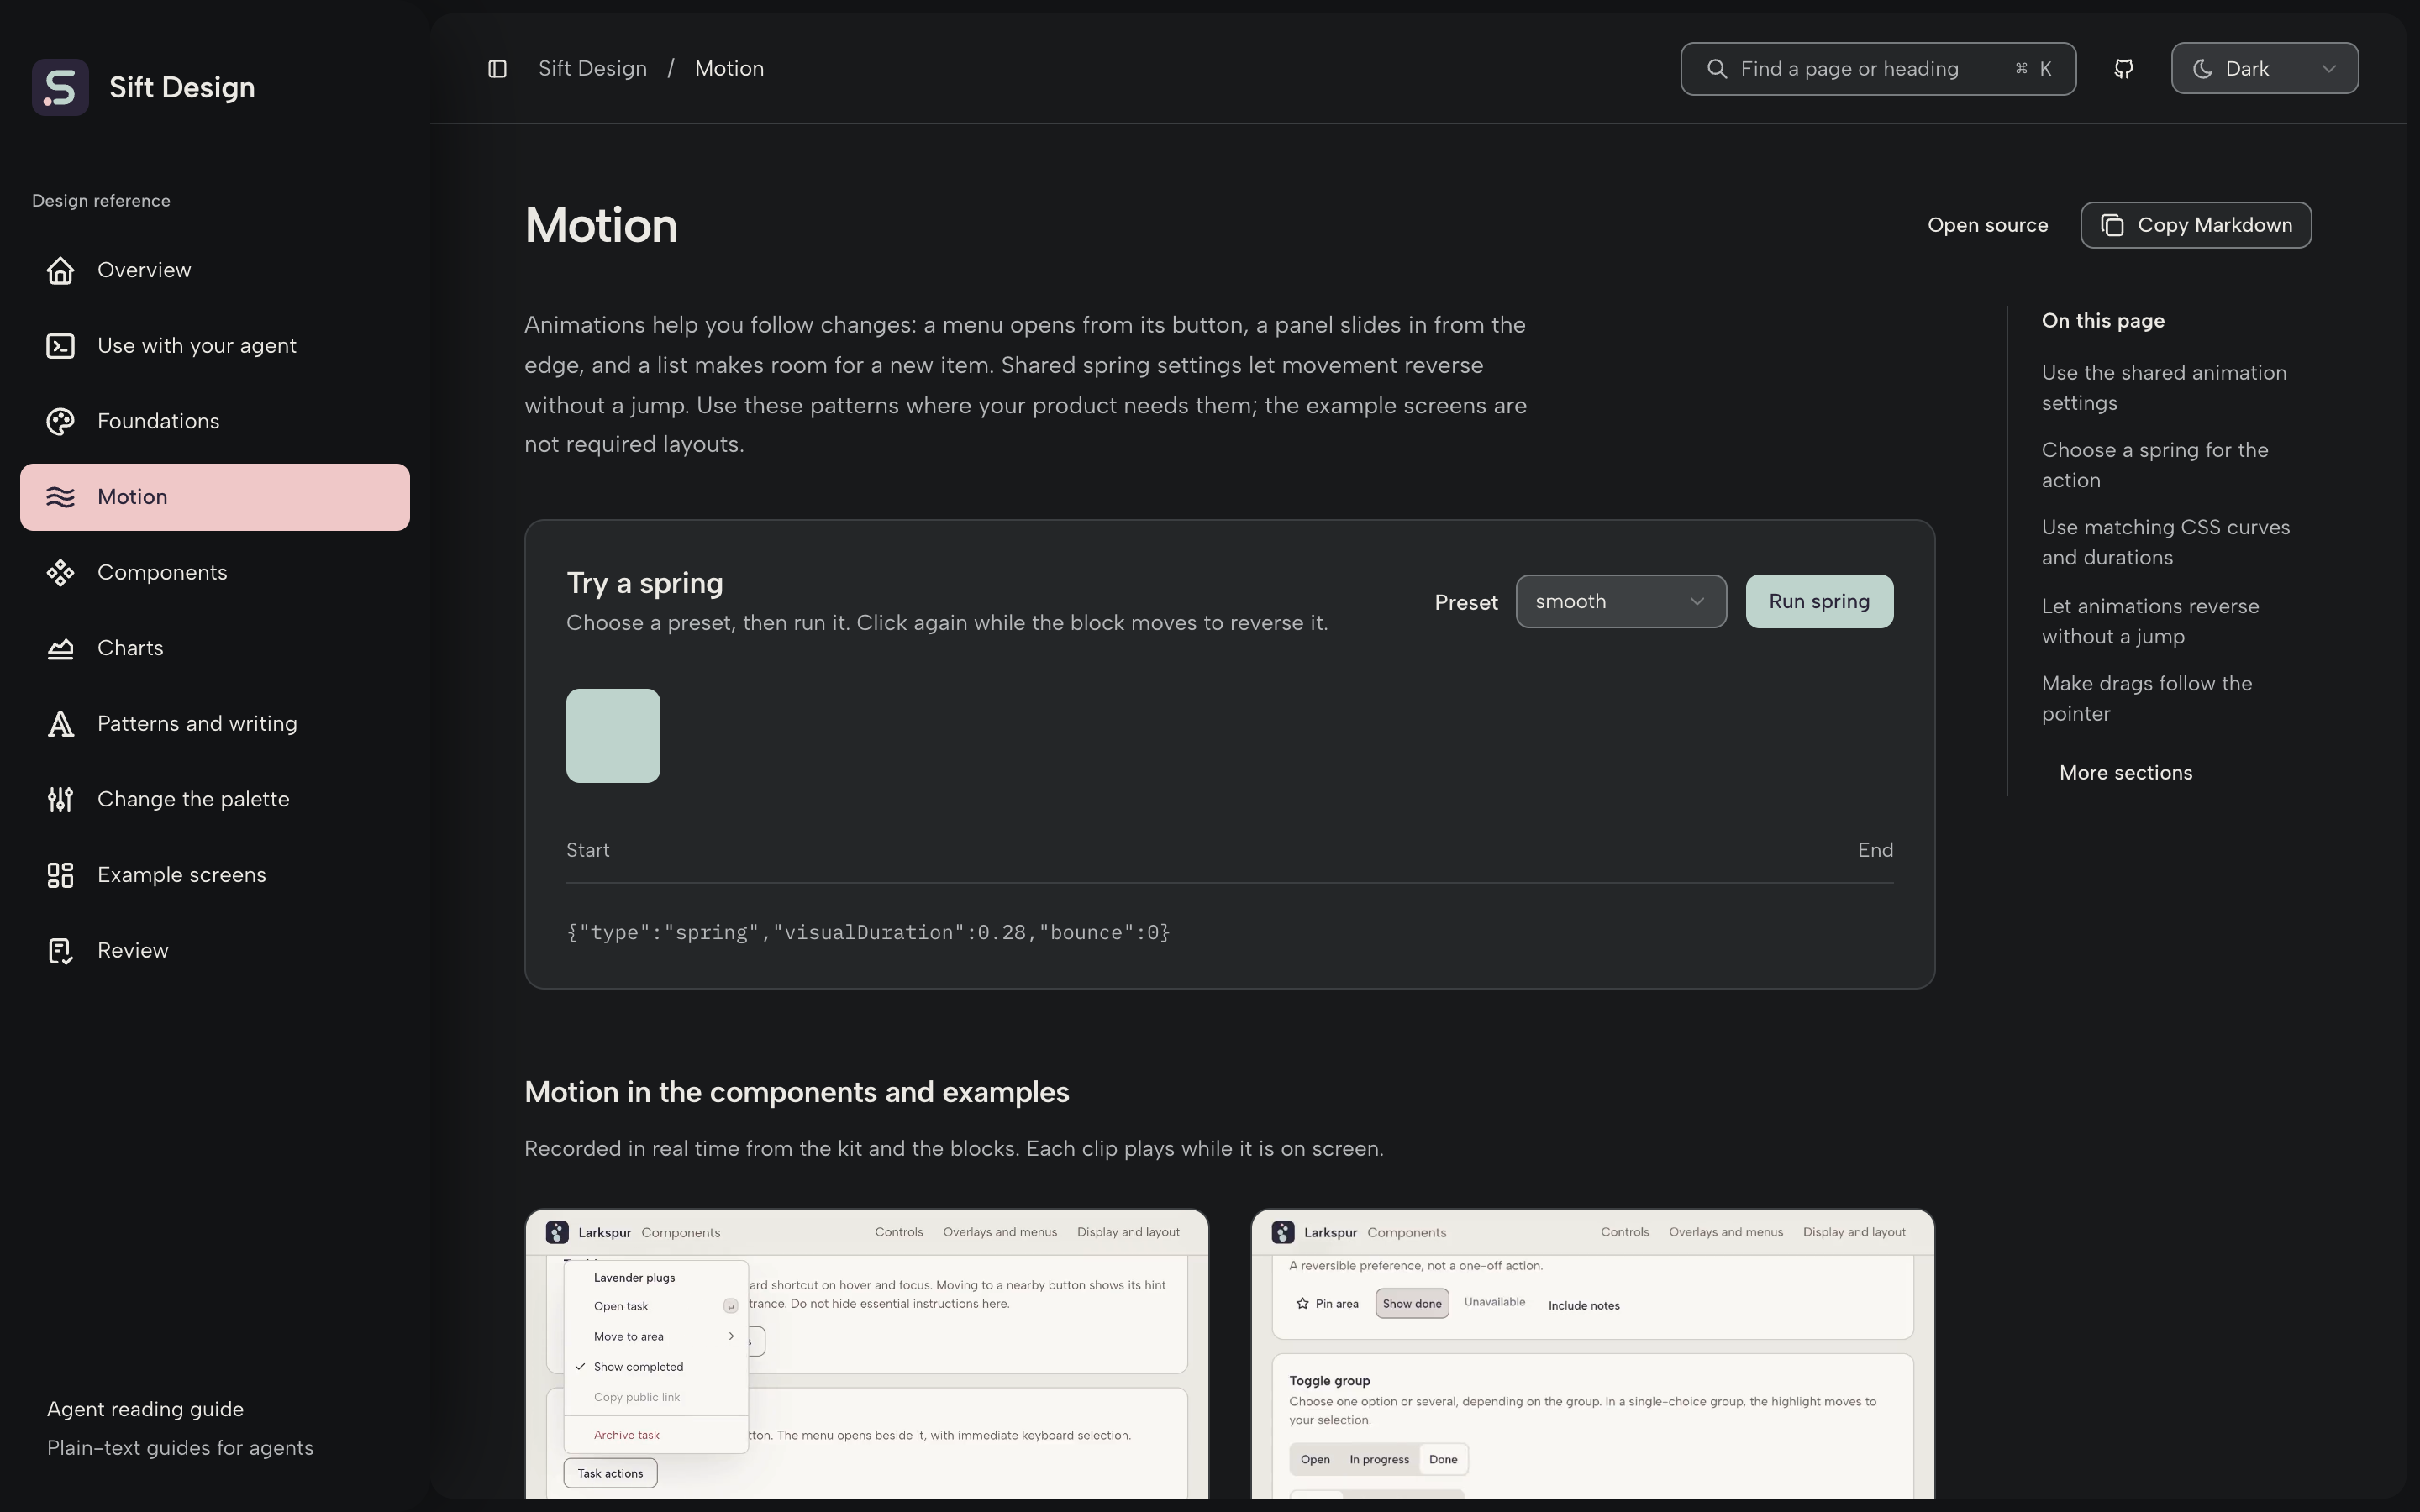 Sift Design
Design reference
Overview
Use with your agent
Foundations
Motion
Components
Charts
Patterns and writing
Change the palette
Example screens
Review
Agent reading guide
Plain-text guides for agents
Sift Design / Motion
Find a page or heading ⌘ K
Dark
Motion
Open source
Copy Markdown
Animations help you follow changes: a menu opens from its button, a panel slides in from the
edge, and a list makes room for a new item. Shared spring settings let movement reverse
without a jump. Use these patterns where your product needs them; the example screens are
not required layouts.
Try a spring
Choose a preset, then run it. Click again while the block moves to reverse it.
Preset
smooth
Run spring
Start
End
{"type":"spring","visualDuration":0.28,"bounce":0}
Motion in the components and examples
Recorded in real time from the kit and the blocks. Each clip plays while it is on screen.
Larkspur Components
Controls
Overlays and menus
Display and layout
Lavender plugs
Open task
Move to area
Show completed
Copy public link
Archive task
shortcut on hover and focus. Moving to a nearby button shows its hint
Do not hide essential instructions here.
The menu opens beside it, with immediate keyboard selection.
Task actions
Larkspur Components
Controls
Overlays and menus
Display and layout
A reversible preference, not a one-off action.
Pin area
Show done
Unavailable
Include notes
Toggle group
Choose one option or several, depending on the group. In a single-choice group, the highlight moves to
your selection.
Open
In progress
Done
On this page
Use the shared animation
settings
Choose a spring for the
action
Use matching CSS curves
and durations
Let animations reverse
without a jump
Make drags follow the
pointer
More sections